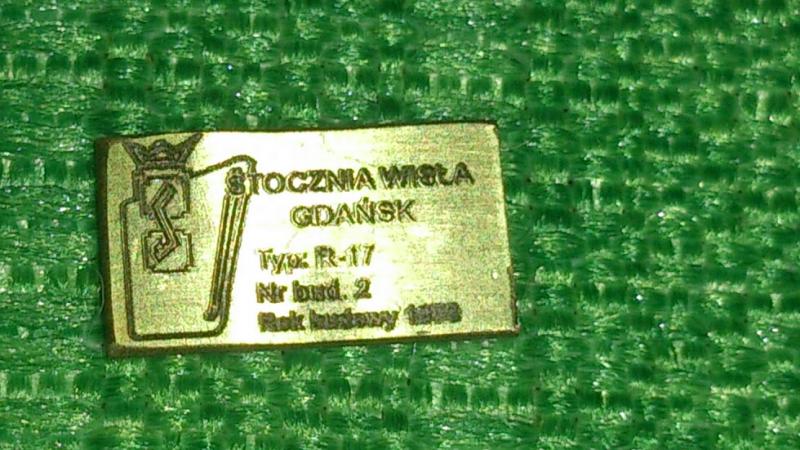 STOCZNIA WISŁA
GDAŃSK
Typ: R-17
Nr bud. 2
Rok budowy